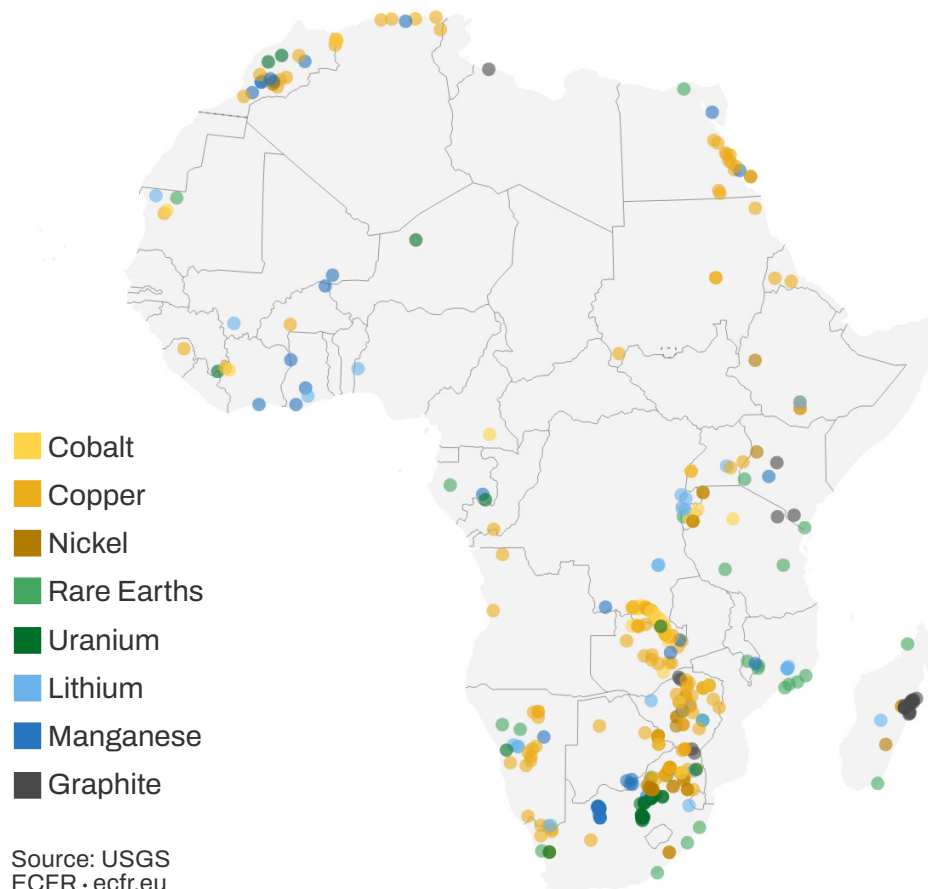 Cobalt
Copper
Nickel
Rare Earths
Uranium
Lithium
Manganese
Graphite
Source: USGS
ECFR · ecfr.eu